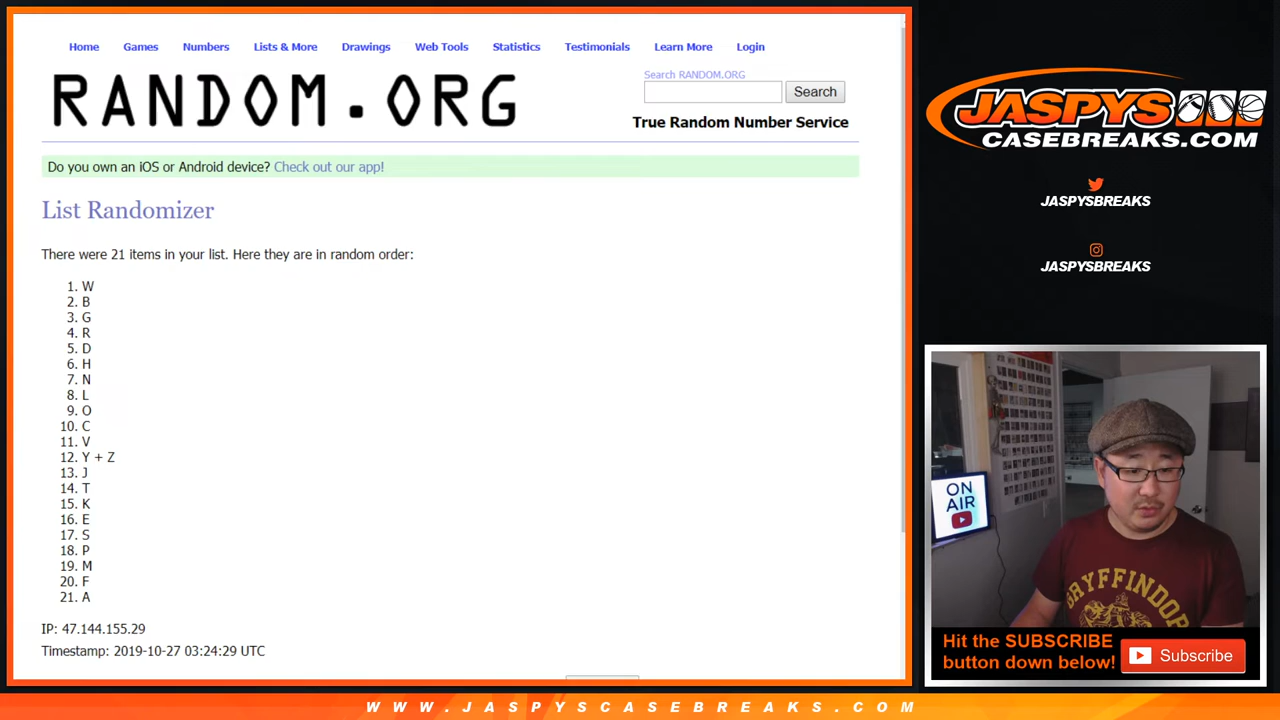 Home Games Numbers Lists & More Drawings Web Tools Statistics Testimonials Learn More Login
RANDOM.ORG
Search RANDOM.ORG
Search
True Random Number Service
Do you own an iOS or Android device? Check out our app!
List Randomizer
There were 21 items in your list. Here they are in random order:
1. W
2. B
3. G
4. R
5. D
6. H
7. N
8. L
9. O
10. C
11. V
12. Y + Z
13. J
14. T
15. K
16. E
17. S
18. P
19. M
20. F
21. A
IP: 47.144.155.29
Timestamp: 2019-10-27 03:24:29 UTC
JASPYS
CASEBREAKS.COM
JASPYSBREAKS
JASPYSBREAKS
ON
AIR
GRYFFINDOR
Hit the SUBSCRIBE
button down below!
Subscribe
WWW.JASPYSCASEBREAKS.COM